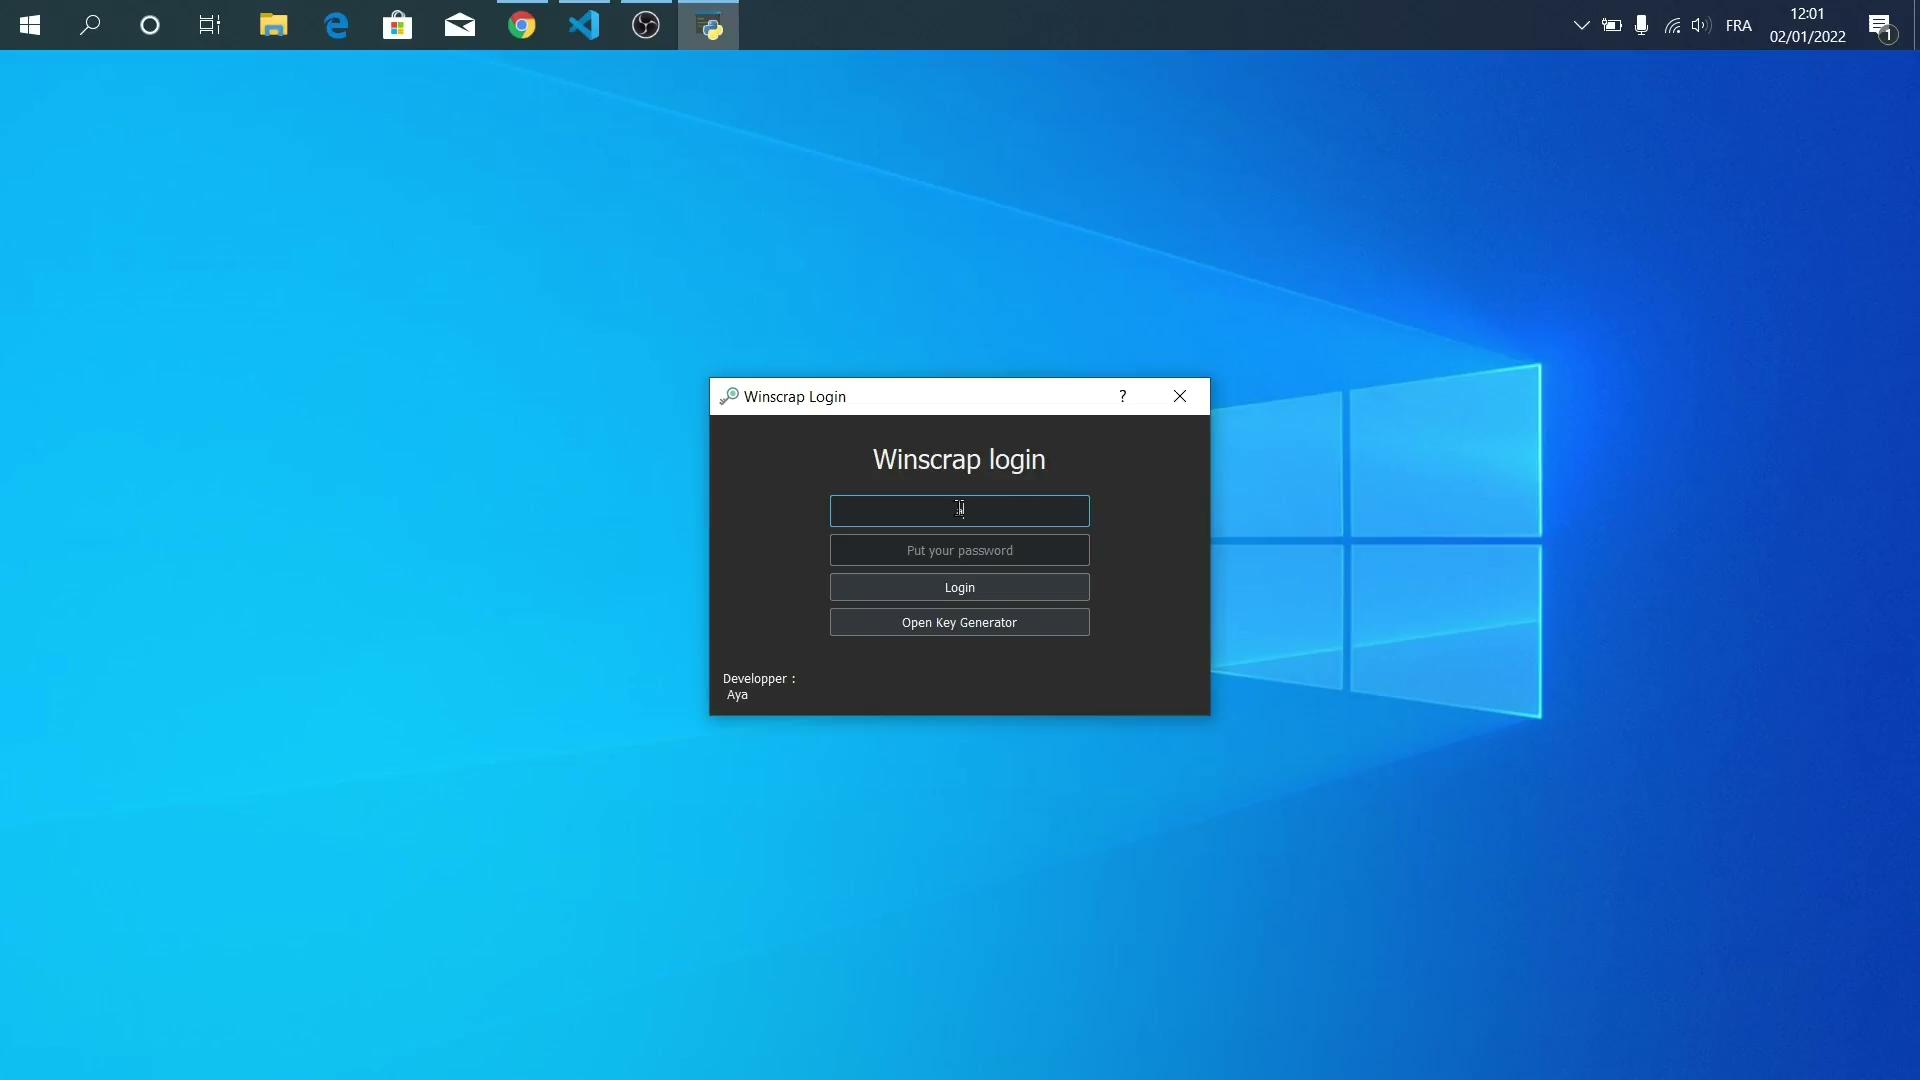 FRA
12:01
02/01/2022
1
Winscrap Login
?
Winscrap login
Put your password
Login
Open Key Generator
Developper :
Aya